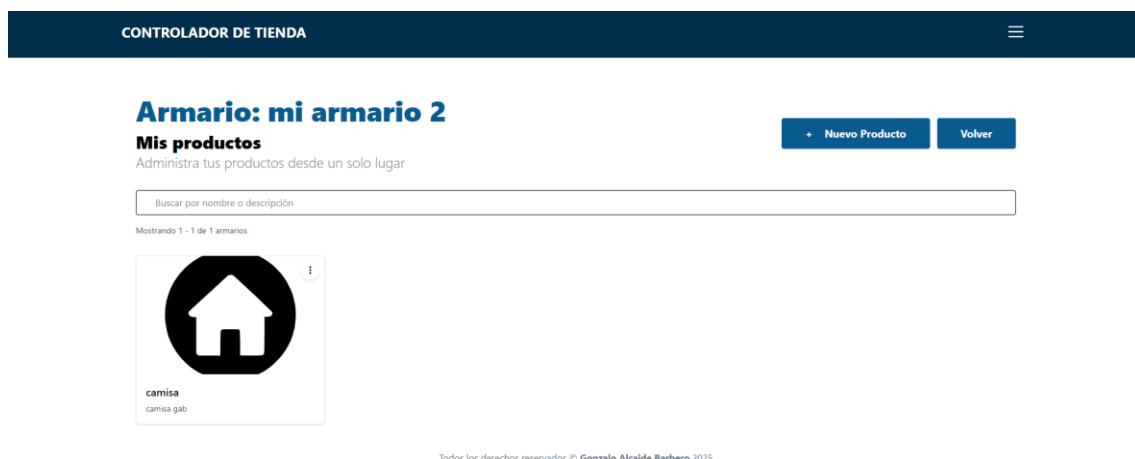 CONTROLADOR DE TIENDA
Armario: mi armario 2
Mis productos
Administra tus productos desde un solo lugar
+ Nuevo Producto
Volver
Buscar por nombre o descripción
Mostrando 1 - 1 de 1 armarios
camisa
camisa gab
Todos los derechos reservados © Gonzalo Alcaide Barbero 2025